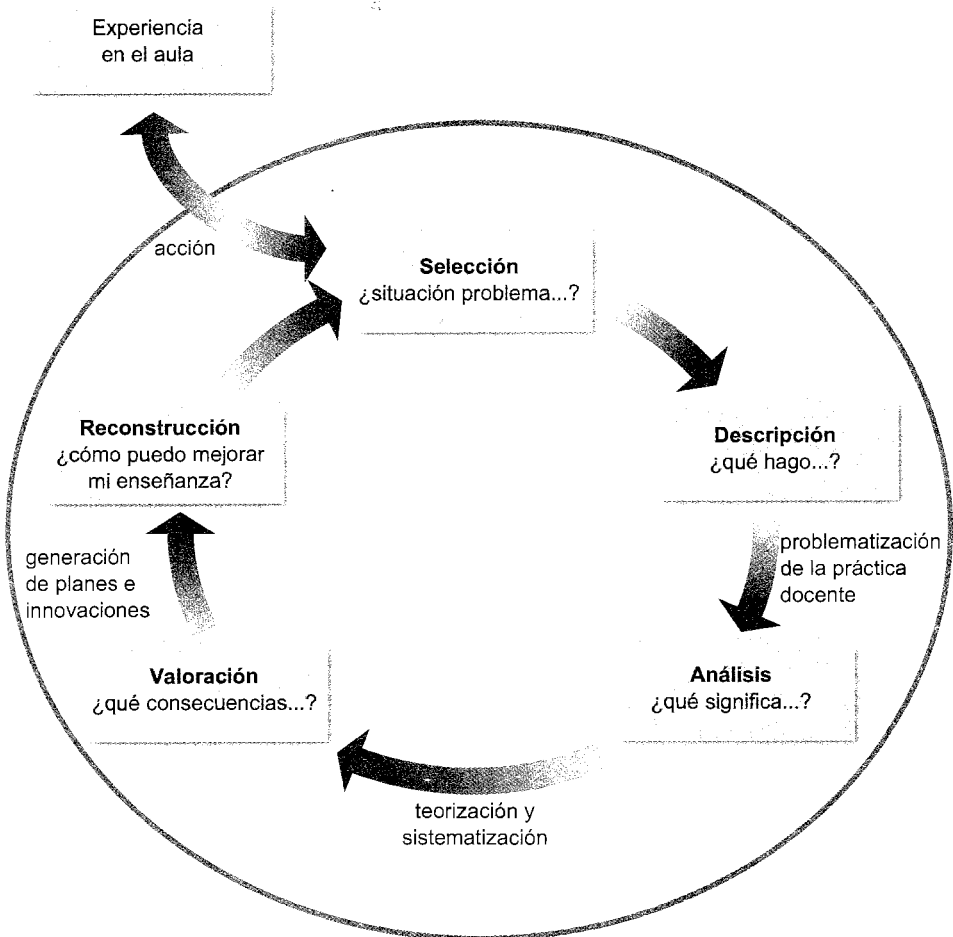 Experiencia
en el aula
acción
Selección
¿situación problema...?
Descripción
¿qué hago...?
problematización
de la práctica
docente
Análisis
¿qué significa...?
teorización y
sistematización
Valoración
¿qué consecuencias...?
generación
de planes e
innovaciones
Reconstrucción
¿cómo puedo mejorar
mi enseñanza?